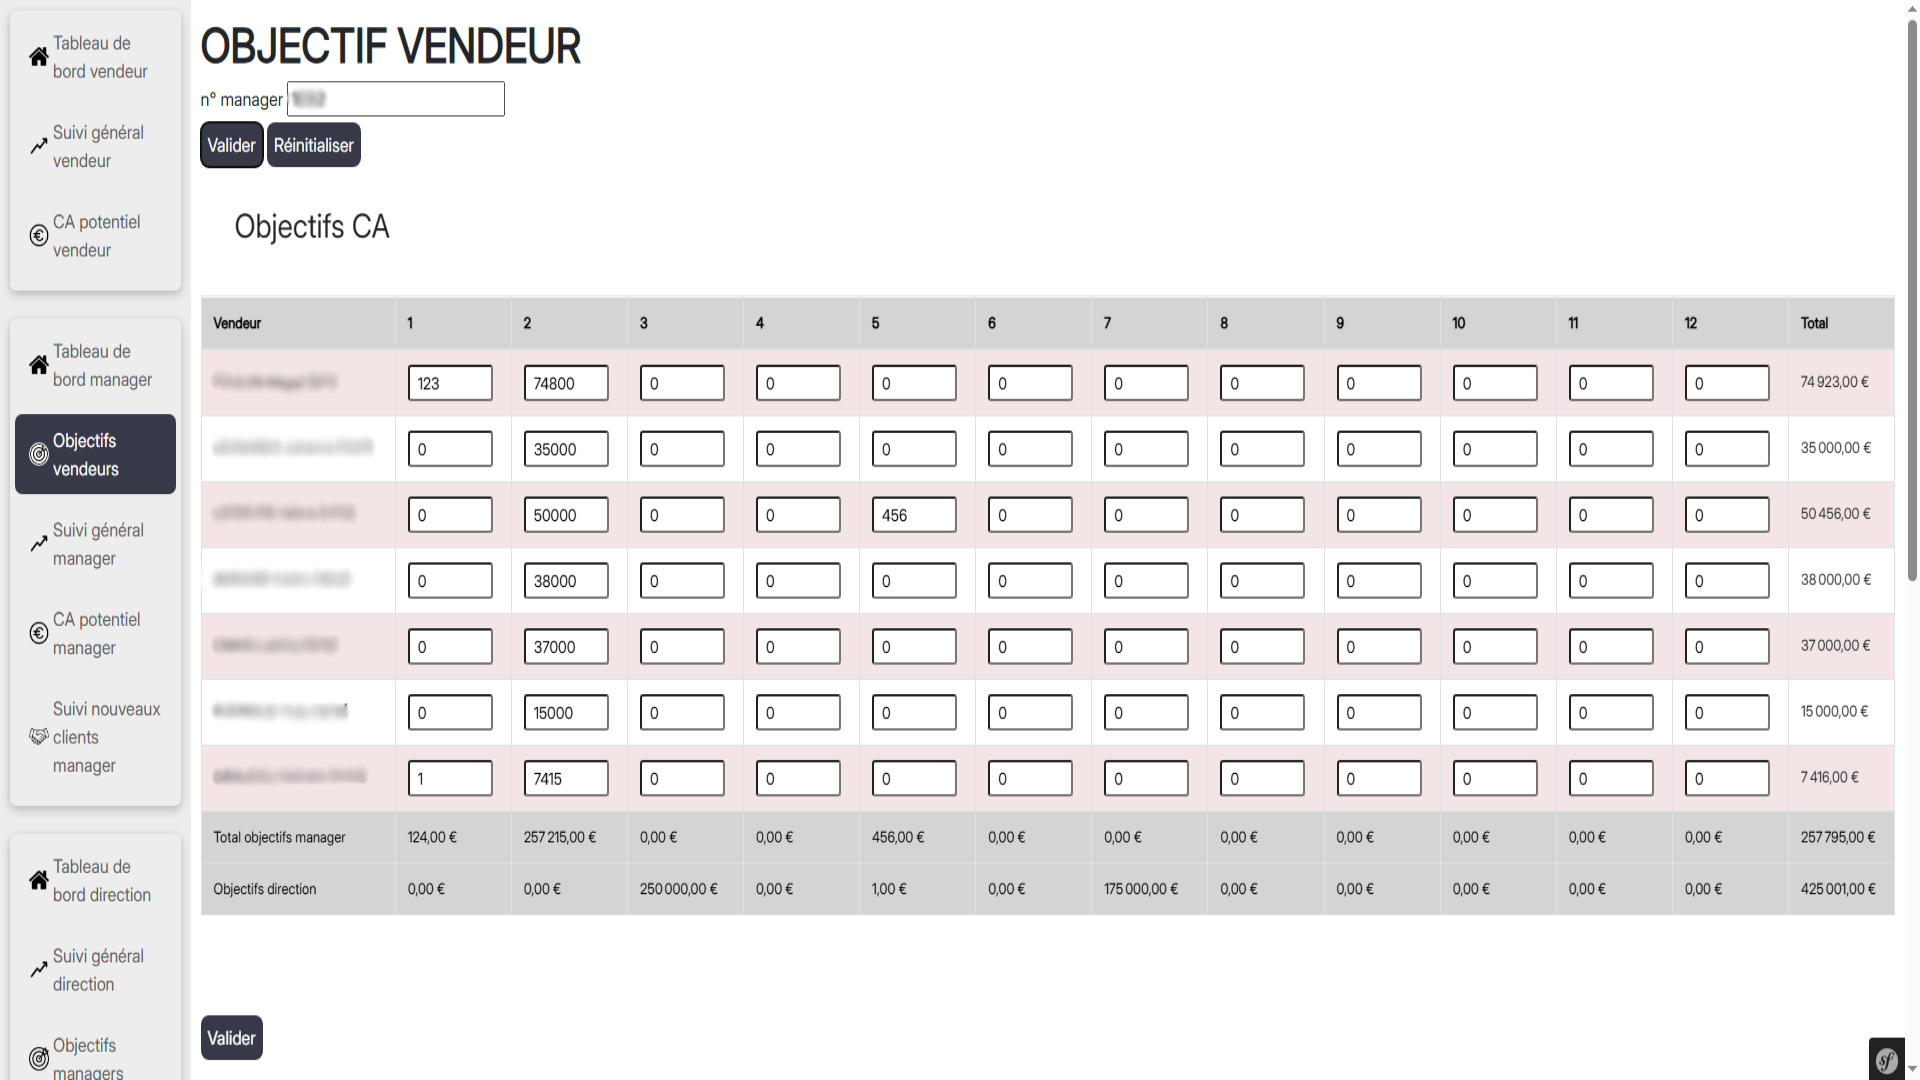 Tableau de
bord vendeur
Suivi général
vendeur
CA potentiel
vendeur
Tableau de
bord manager
Objectifs
vendeurs
Suivi général
manager
CA potentiel
manager
Suivi nouveaux
clients
manager
Tableau de
bord direction
Suivi général
direction
Objectifs
managers
OBJECTIF VENDEUR
n° manager
Valider Réinitialiser
Objectifs CA
Vendeur 1 2 3 4 5 6 7 8 9 10 11 12 Total
123 74800 0 0 0 0 0 0 0 0 0 0 74 923,00 €
0 35000 0 0 0 0 0 0 0 0 0 0 35 000,00 €
0 50000 0 0 456 0 0 0 0 0 0 0 50 456,00 €
0 38000 0 0 0 0 0 0 0 0 0 0 38 000,00 €
0 37000 0 0 0 0 0 0 0 0 0 0 37 000,00 €
0 15000 0 0 0 0 0 0 0 0 0 0 15 000,00 €
1 7415 0 0 0 0 0 0 0 0 0 0 7 416,00 €
Total objectifs manager 124,00 € 257 215,00 € 0,00 € 0,00 € 456,00 € 0,00 € 0,00 € 0,00 € 0,00 € 0,00 € 0,00 € 0,00 € 257 795,00 €
Objectifs direction 0,00 € 0,00 € 250 000,00 € 0,00 € 1,00 € 0,00 € 175 000,00 € 0,00 € 0,00 € 0,00 € 0,00 € 0,00 € 425 001,00 €
Valider
sf